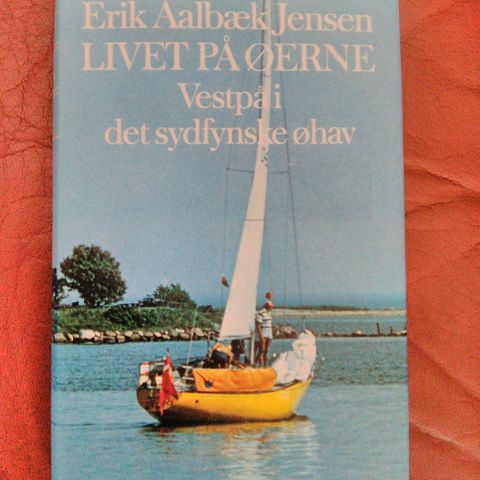 Erik Aalbæk Jensen
LIVET PÅ ØERNE
Vestpå i
det sydfynske øhav